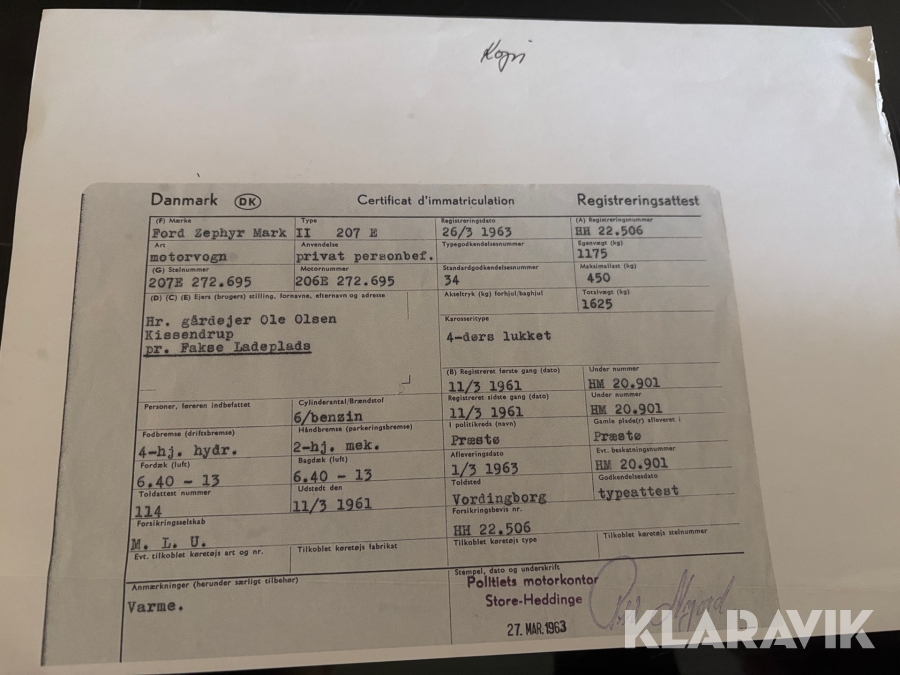 Kopi
Danmark DK Certificat d'immatriculation Registreringsattest
(F) Mærke Type Registreringsdato (A) Registreringsnummer
Ford Zephyr Mark II 207 E 26/3 1963 HH 22.506
Art Anvendelse Typegodkendelsesnummer Egenvægt (kg)
motorvogn privat personbef. 1175
(G) Stelnummer Motornummer Standardgodkendelsesnummer Maksimallast (kg)
207E 272.695 206E 272.695 34 450
(D) (C) (E) Ejers (brugers) stilling, fornavne, efternavn og adresse Akseltryk (kg) forhjul/baghjul Totalvægt (kg)
1625
Hr. gårdejer Ole Olsen
Kissendrup
pr. Fakse Ladeplads
Karosseritype
4-dørs lukket
(B) Registreret første gang (dato) Under nummer
11/3 1961 HM 20.901
Personer, føreren indbefattet Cylinderantal/Brændstof Registreret sidste gang (dato) Under nummer
6/benzin 11/3 1961 HM 20.901
Fodbremse (driftsbremse) Håndbremse (parkeringsbremse) I politikreds (navn) Gamle plade(r) afleveret i
4-hj. hydr. 2-hj. mek. Præstø Præstø
Fordæk (luft) Bagdæk (luft) Afleveringsdato Evt. beskatningsnummer
6.40 - 13 6.40 - 13 1/3 1963 HM 20.901
Toldattest nummer Udstedt den Toldsted Godkendelsesdato
114 11/3 1961 Vordingborg typeattest
Forsikringsselskab Forsikringsbevis nr.
M. L. U. HH 22.506
Evt. tilkoblet køretøjs art og nr. Tilkoblet køretøjs fabrikat Tilkoblet køretøjs type Tilkoblet køretøjs stelnummer
Anmærkninger (herunder særligt tilbehør) Stempel, dato og underskrift
Varme.
Politiets motorkontor
Store-Heddinge
27. MAR. 1963
KLARAVIK